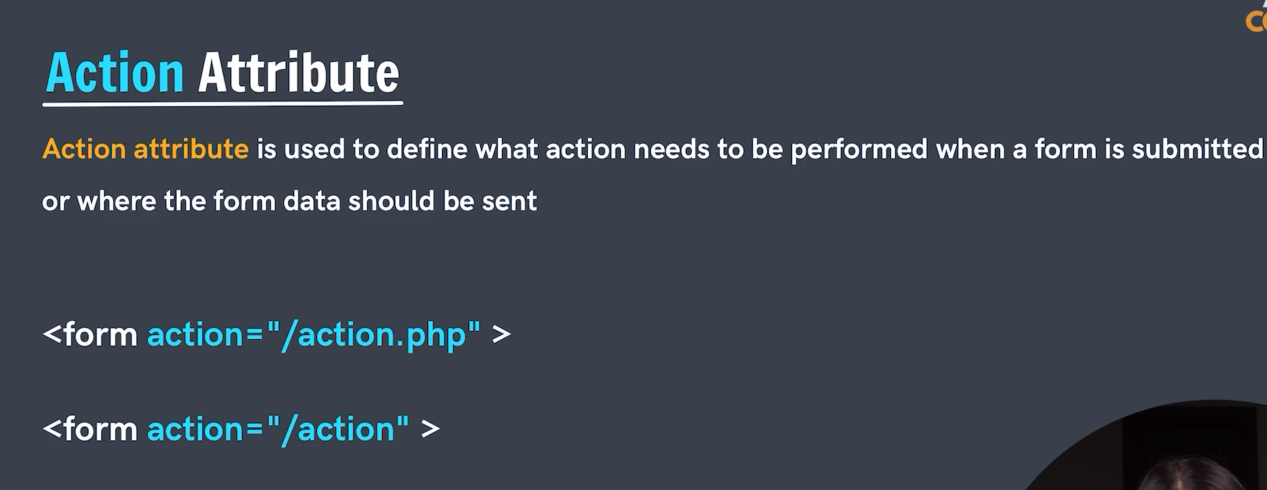 Action Attribute
Action attribute is used to define what action needs to be performed when a form is submitted
or where the form data should be sent
<form action="/action.php" >
<form action="/action" >